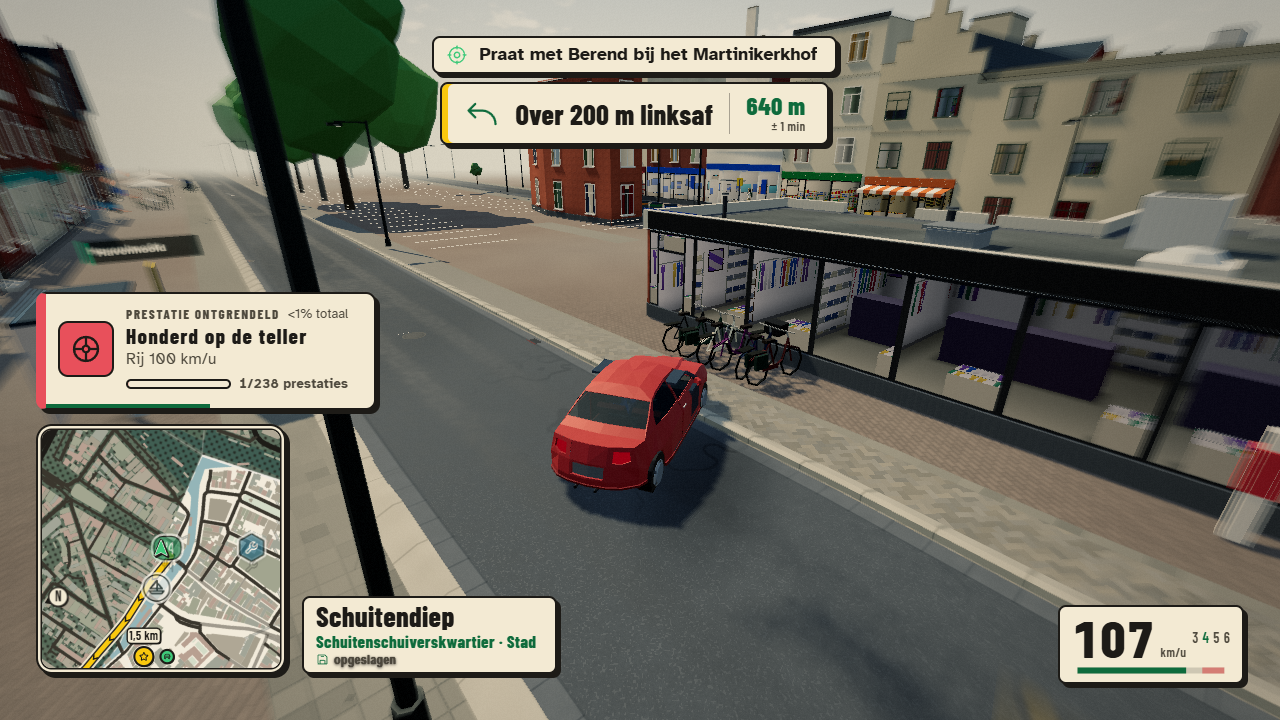 Praat met Berend bij het Martinikerkhof
Over 200 m linksaf
640 m
± 1 min
PRESTATIE ONTGRENDELD <1% totaal
Honderd op de teller
Rij 100 km/u
1/238 prestaties
N
1,5 km
Schuitendiep
Schuitenschuiverskwartier · Stad
opgeslagen
107 km/u
3 4 5 6